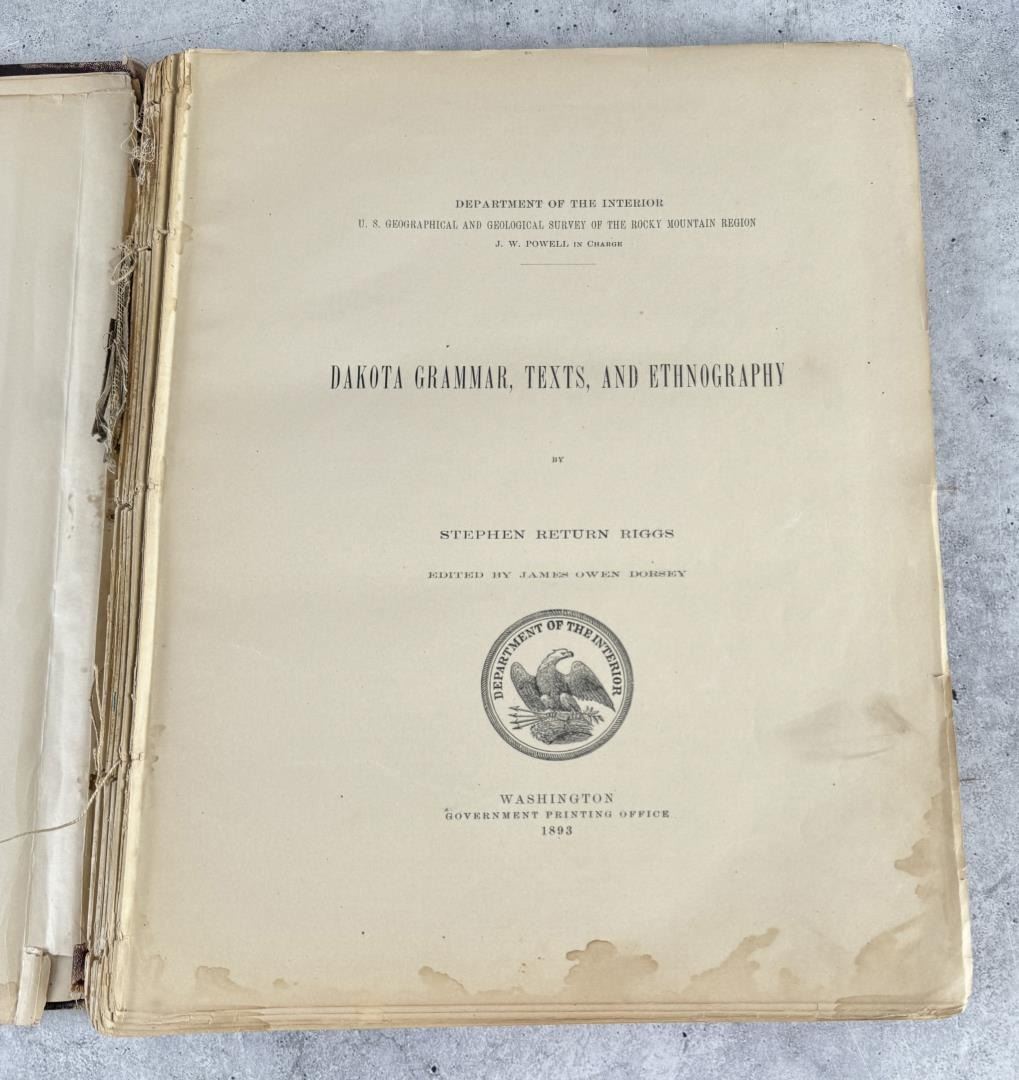 DEPARTMENT OF THE INTERIOR
U. S. GEOGRAPHICAL AND GEOLOGICAL SURVEY OF THE ROCKY MOUNTAIN REGION
J. W. POWELL IN CHARGE
DAKOTA GRAMMAR, TEXTS, AND ETHNOGRAPHY
BY
STEPHEN RETURN RIGGS
EDITED BY JAMES OWEN DORSEY
DEPARTMENT OF THE INTERIOR
WASHINGTON
GOVERNMENT PRINTING OFFICE
1893